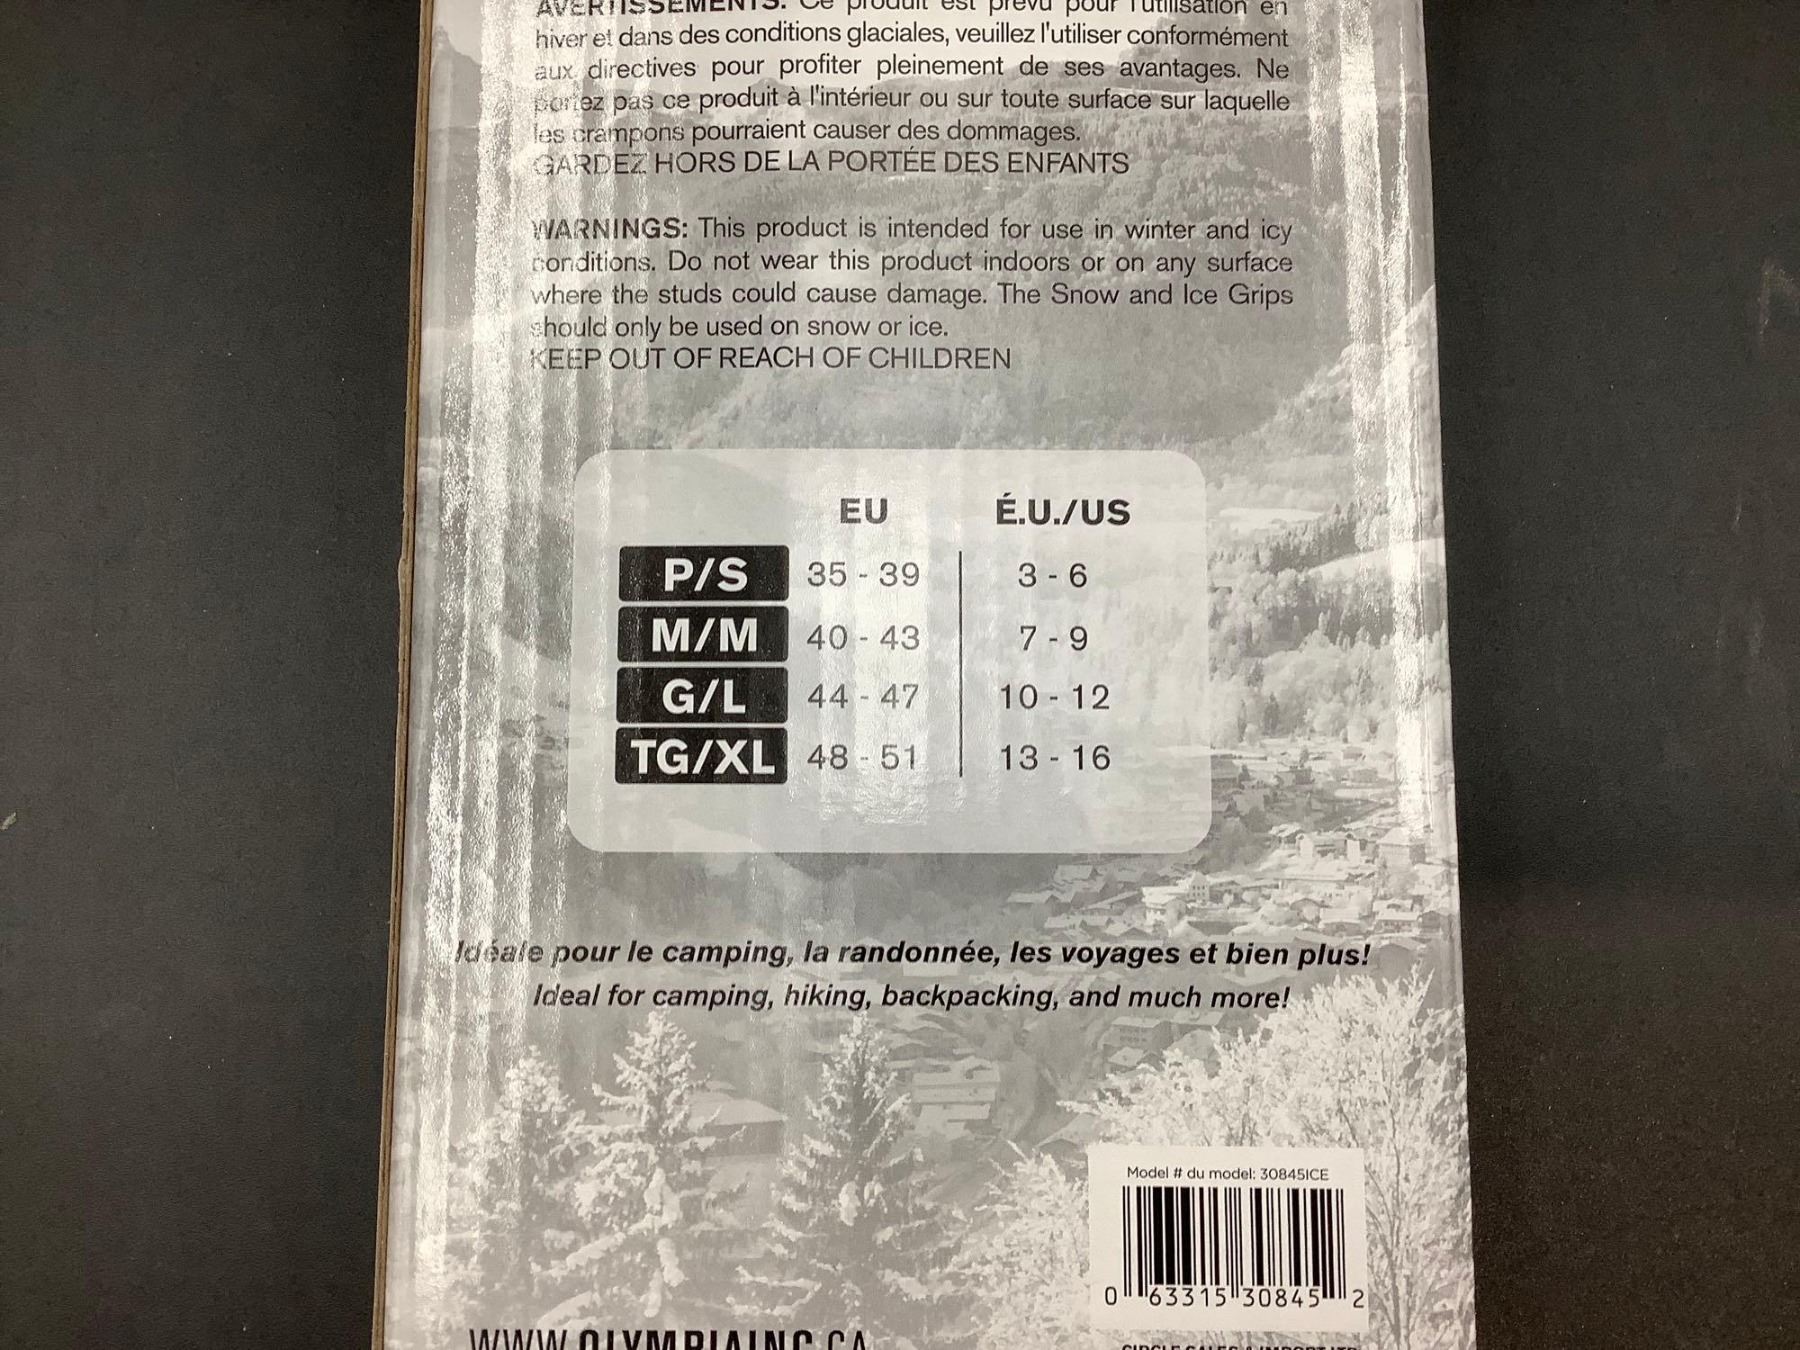 AVERTISSEMENTS: Ce produit est prévu pour l'utilisation en
hiver et dans des conditions glaciales, veuillez l'utiliser conformément
aux directives pour profiter pleinement de ses avantages. Ne
portez pas ce produit à l'intérieur ou sur toute surface sur laquelle
les crampons pourraient causer des dommages.
GARDEZ HORS DE LA PORTÉE DES ENFANTS
WARNINGS: This product is intended for use in winter and icy
conditions. Do not wear this product indoors or on any surface
where the studs could cause damage. The Snow and Ice Grips
should only be used on snow or ice.
KEEP OUT OF REACH OF CHILDREN
EU É.U./US
P/S 35 - 39 3 - 6
M/M 40 - 43 7 - 9
G/L 44 - 47 10 - 12
TG/XL 48 - 51 13 - 16
Idéale pour le camping, la randonnée, les voyages et bien plus!
Ideal for camping, hiking, backpacking, and much more!
Model # du model: 30845ICE
0 63315 30845 2
WWW.OLYMPIAINC.CA
CIRCLE SALES & IMPORT LTD